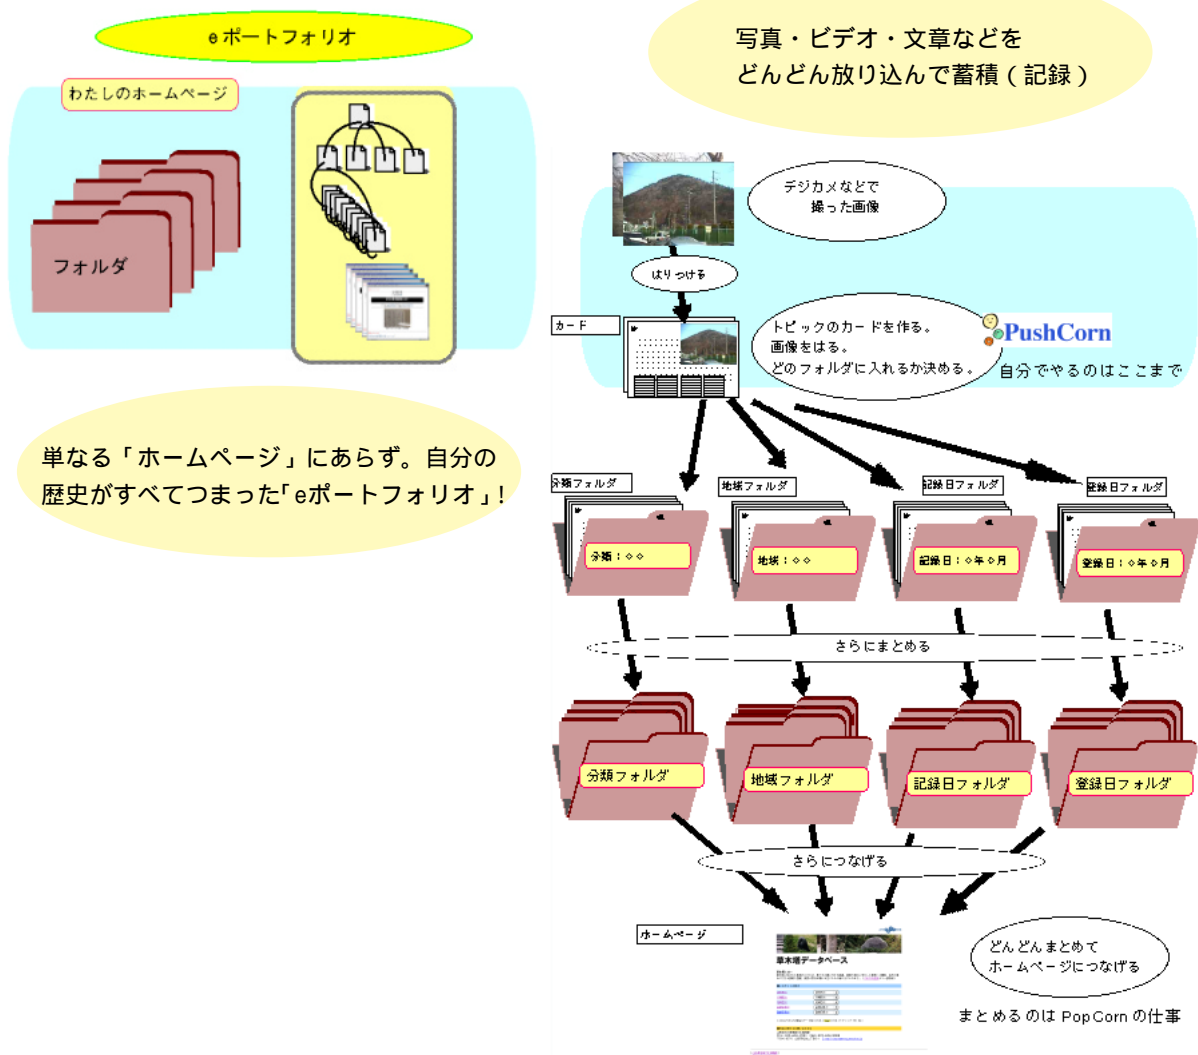 eポートフォリオ
わたしのホームページ
フォルダ
単なる「ホームページ」にあらず。自分の
歴史がすべてつまった「eポートフォリオ」!
写真・ビデオ・文章などを
どんどん放り込んで蓄積(記録)
デジカメなどで
撮った画像
はりつける
カード
トピックのカードを作る。
画像をはる。
どのフォルダに入れるか決める。
PushCorn
自分でやるのはここまで
分類フォルダ
地域フォルダ
記録日フォルダ
登録日フォルダ
分類:◇◇
地域:◇◇
記録日:◇年◇月
登録日:◇年◇月
さらにまとめる
分類フォルダ
地域フォルダ
記録日フォルダ
登録日フォルダ
さらにつなげる
ホームページ
草木塔データベース
どんどんまとめて
ホームページにつなげる
まとめるのは PopCorn の仕事